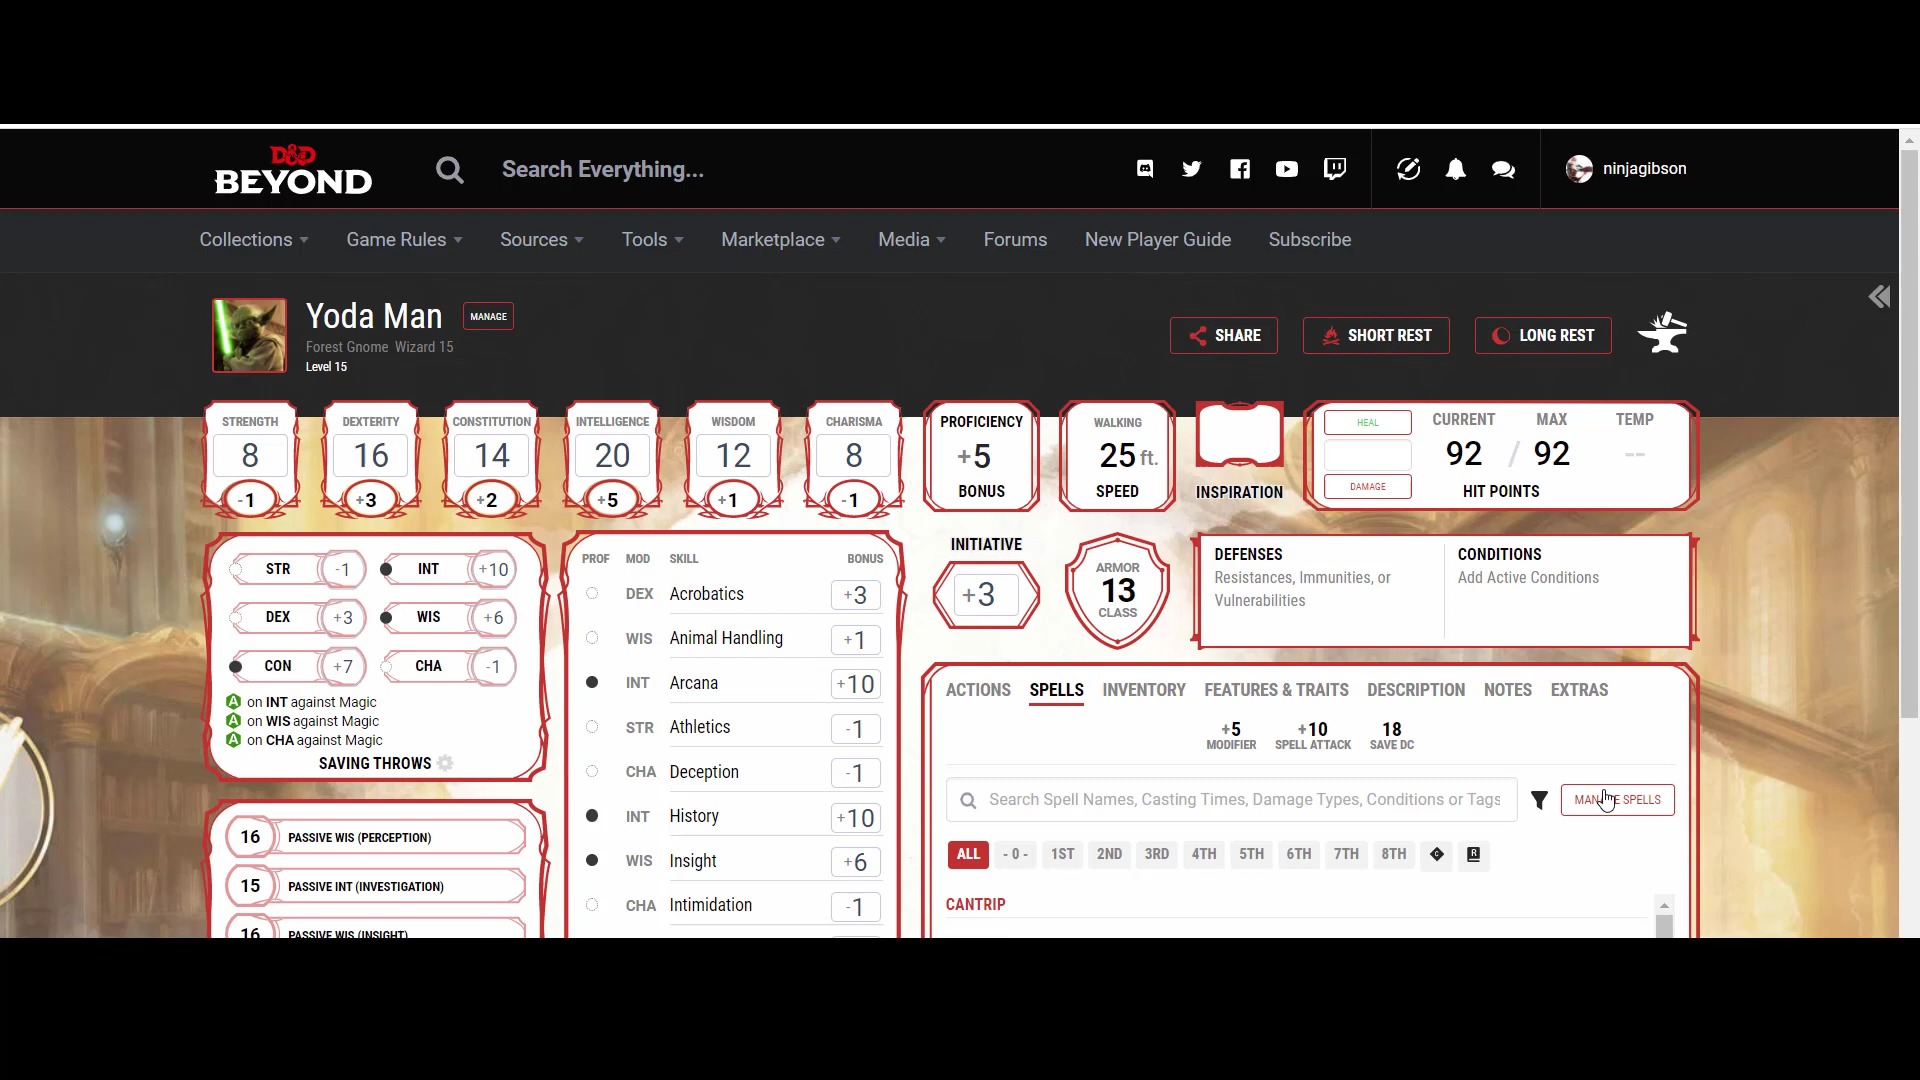 D&D
BEYOND
Search Everything...
ninjagibson
Collections
Game Rules
Sources
Tools
Marketplace
Media
Forums
New Player Guide
Subscribe
Yoda Man
MANAGE
Forest Gnome Wizard 15
Level 15
SHARE
SHORT REST
LONG REST
STRENGTH
8
-1
DEXTERITY
16
+3
CONSTITUTION
14
+2
INTELLIGENCE
20
+5
WISDOM
12
+1
CHARISMA
8
-1
PROFICIENCY
+5
BONUS
WALKING
25 ft.
SPEED
INSPIRATION
HEAL
DAMAGE
CURRENT
MAX
TEMP
92 / 92 --
HIT POINTS
STR -1
INT +10
DEX +3
WIS +6
CON +7
CHA -1
A on INT against Magic
A on WIS against Magic
A on CHA against Magic
SAVING THROWS
16 PASSIVE WIS (PERCEPTION)
15 PASSIVE INT (INVESTIGATION)
16 PASSIVE WIS (INSIGHT)
PROF MOD SKILL BONUS
DEX Acrobatics +3
WIS Animal Handling +1
INT Arcana +10
STR Athletics -1
CHA Deception -1
INT History +10
WIS Insight +6
CHA Intimidation -1
INITIATIVE
+3
ARMOR
13
CLASS
DEFENSES
Resistances, Immunities, or
Vulnerabilities
CONDITIONS
Add Active Conditions
ACTIONS SPELLS INVENTORY FEATURES & TRAITS DESCRIPTION NOTES EXTRAS
+5
MODIFIER
+10
SPELL ATTACK
18
SAVE DC
Search Spell Names, Casting Times, Damage Types, Conditions or Tags
SPELLS
ALL - 0 - 1ST 2ND 3RD 4TH 5TH 6TH 7TH 8TH C R
CANTRIP